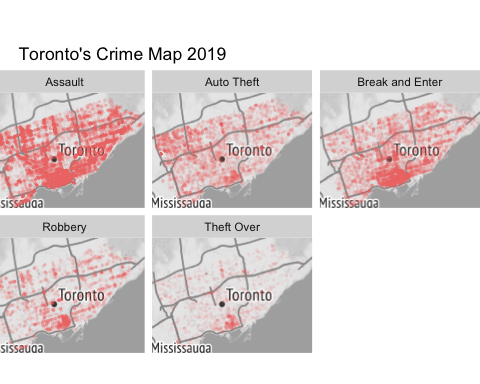 Toronto's Crime Map 2019
Assault
Auto Theft
Break and Enter
Toronto
Toronto
Toronto
Mississauga
Mississauga
Mississauga
Robbery
Theft Over
Toronto
Toronto
Mississauga
Mississauga